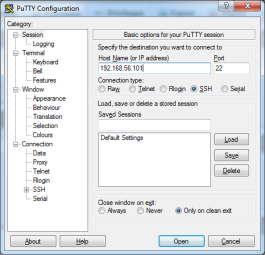 PuTTY Configuration
Category:
Session
Logging
Terminal
Keyboard
Bell
Features
Window
Appearance
Behaviour
Translation
Selection
Colours
Connection
Data
Proxy
Telnet
Rlogin
SSH
Serial
Basic options for your PuTTY session
Specify the destination you want to connect to
Host Name (or IP address) Port
192.168.56.101 22
Connection type:
Raw Telnet Rlogin SSH Serial
Load, save or delete a stored session
Saved Sessions
Default Settings
Load
Save
Delete
Close window on exit:
Always Never Only on clean exit
About Help Open Cancel